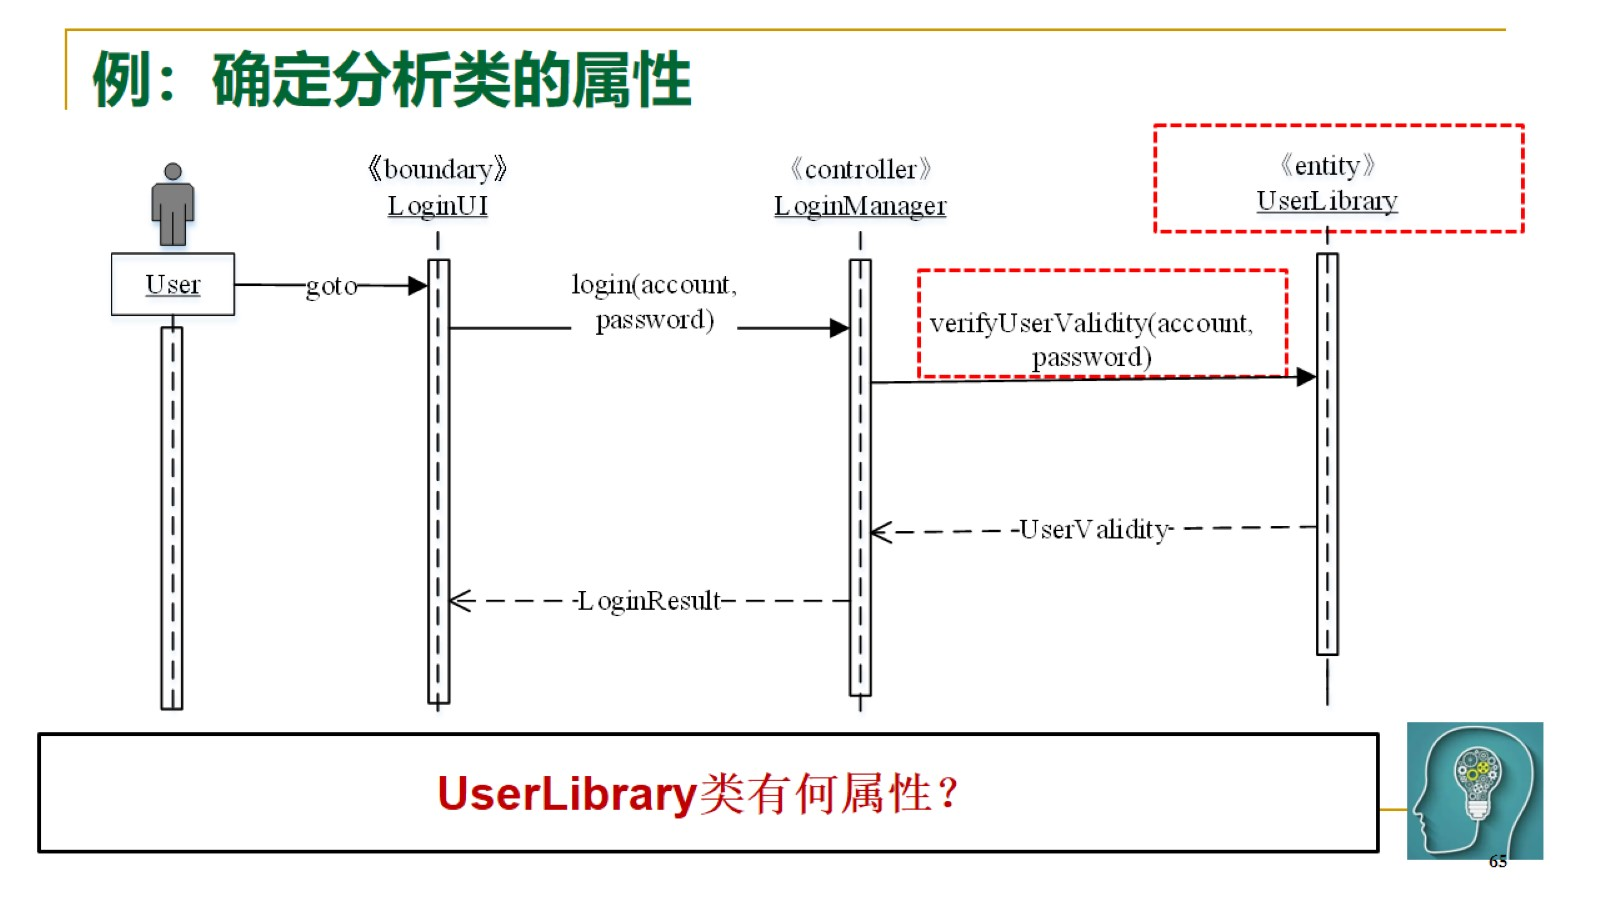 例：确定分析类的属性
《boundary》
LoginUI
《controller》
LoginManager
《entity》
UserLibrary
User
goto
login(account,
password)
verifyUserValidity(account,
password)
UserValidity
LoginResult
UserLibrary类有何属性？
65